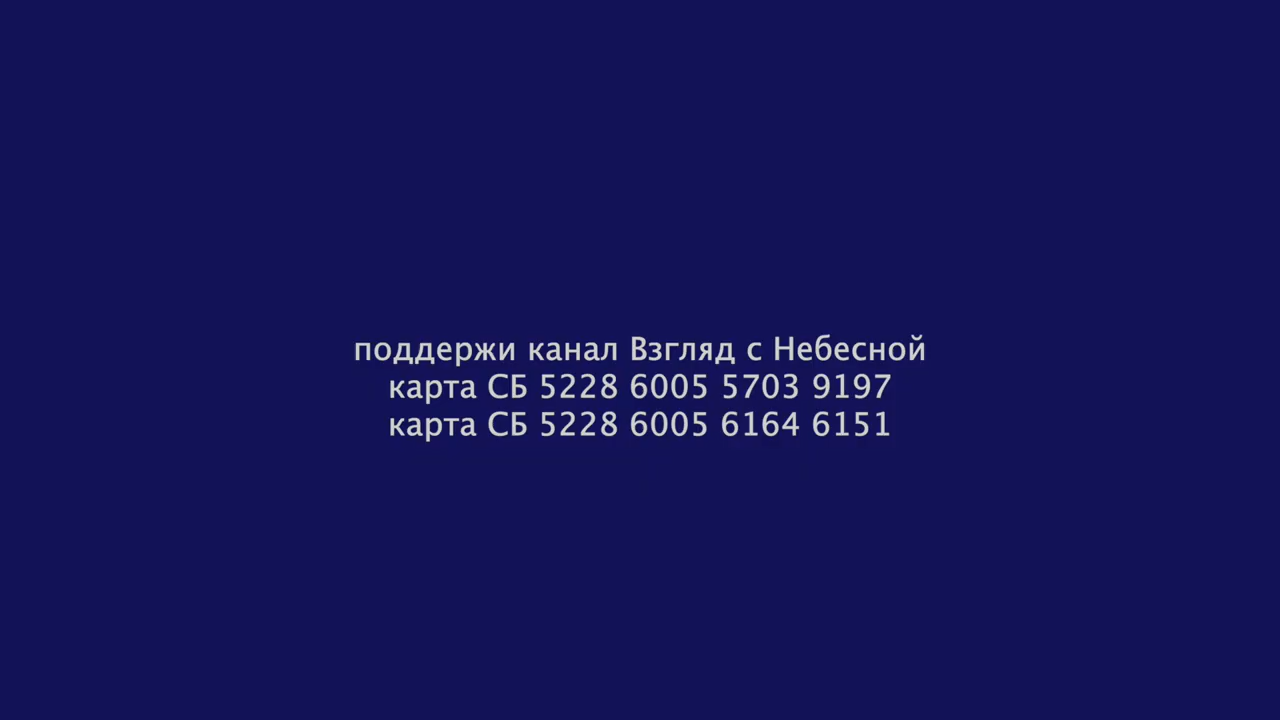 поддержи канал Взгляд с Небесной
карта СБ 5228 6005 5703 9197
карта СБ 5228 6005 6164 6151